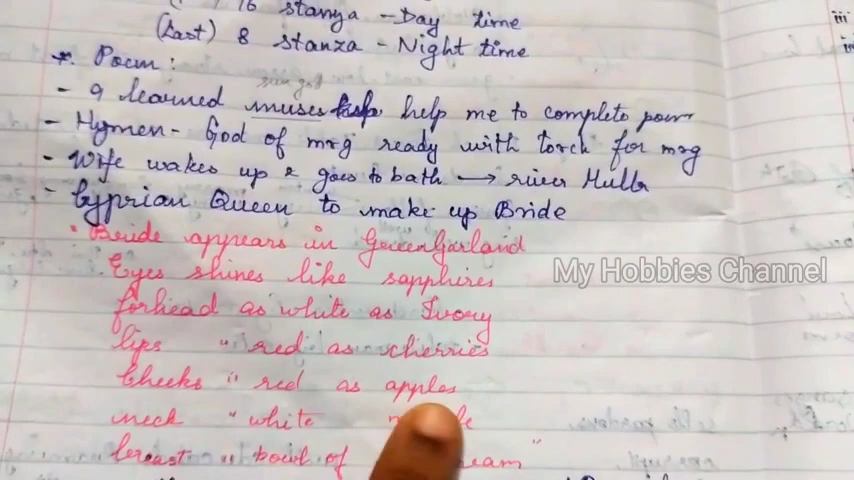 16 stanza - Day time
(Last) 8 stanza - Night time
* Poem :
- 9 learned muses help me to complete poem
- Hymen - God of mrg ready with torch for mrg
- Wife wakes up & goes to bath → river Mulla
- Cyprian Queen to make up Bride
• Bride appears in Green Garland
Eyes shines like sapphires
forhead as white as Ivory
lips " red as cherries
Cheeks " red as apples
neck " white
breast " bowl of
My Hobbies Channel
iii